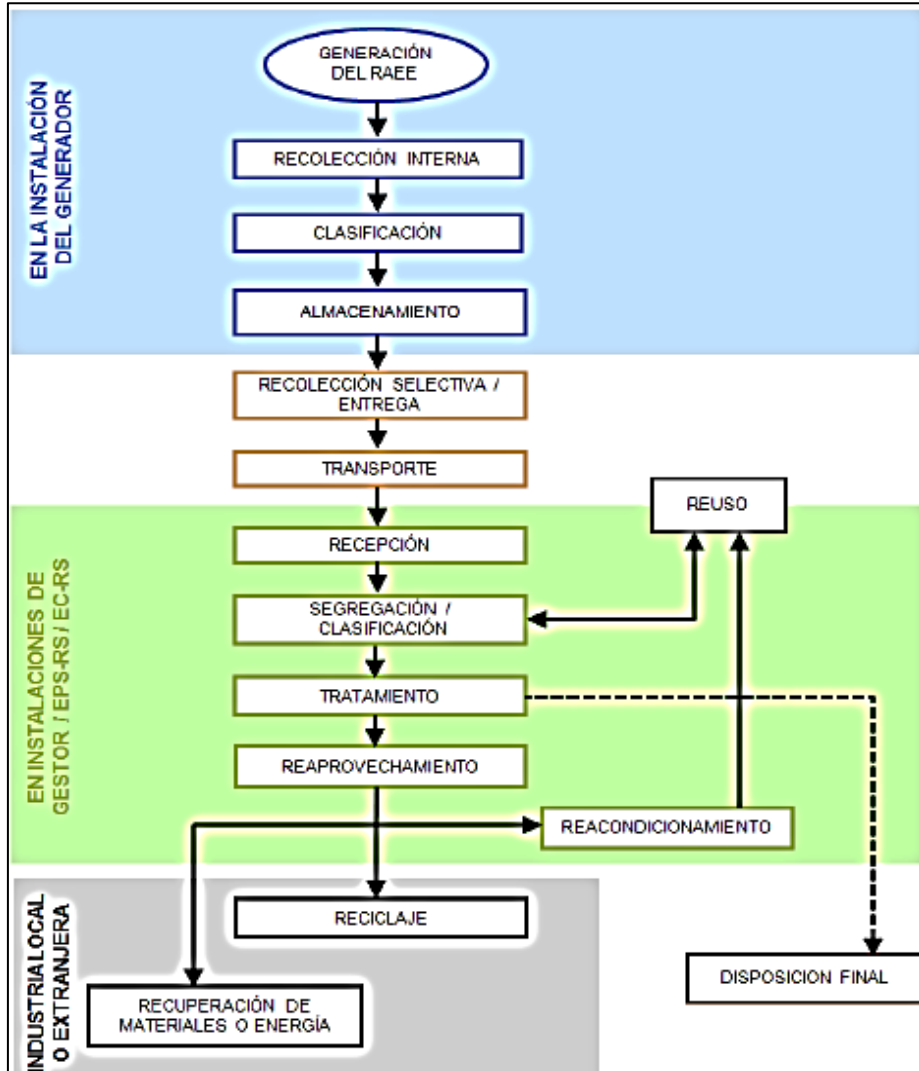 GENERACIÓN
DEL RAEE
EN LA INSTALACIÓN
DEL GENERADOR
RECOLECCIÓN INTERNA
CLASIFICACIÓN
ALMACENAMIENTO
RECOLECCIÓN SELECTIVA /
ENTREGA
TRANSPORTE
REUSO
EN INSTALACIONES DE
GESTOR / EPS-RS / EC-RS
RECEPCIÓN
SEGREGACIÓN /
CLASIFICACIÓN
TRATAMIENTO
REAPROVECHAMIENTO
REACONDICIONAMIENTO
INDUSTRIA LOCAL
O EXTRANJERA
RECICLAJE
DISPOSICION FINAL
RECUPERACIÓN DE
MATERIALES O ENERGÍA